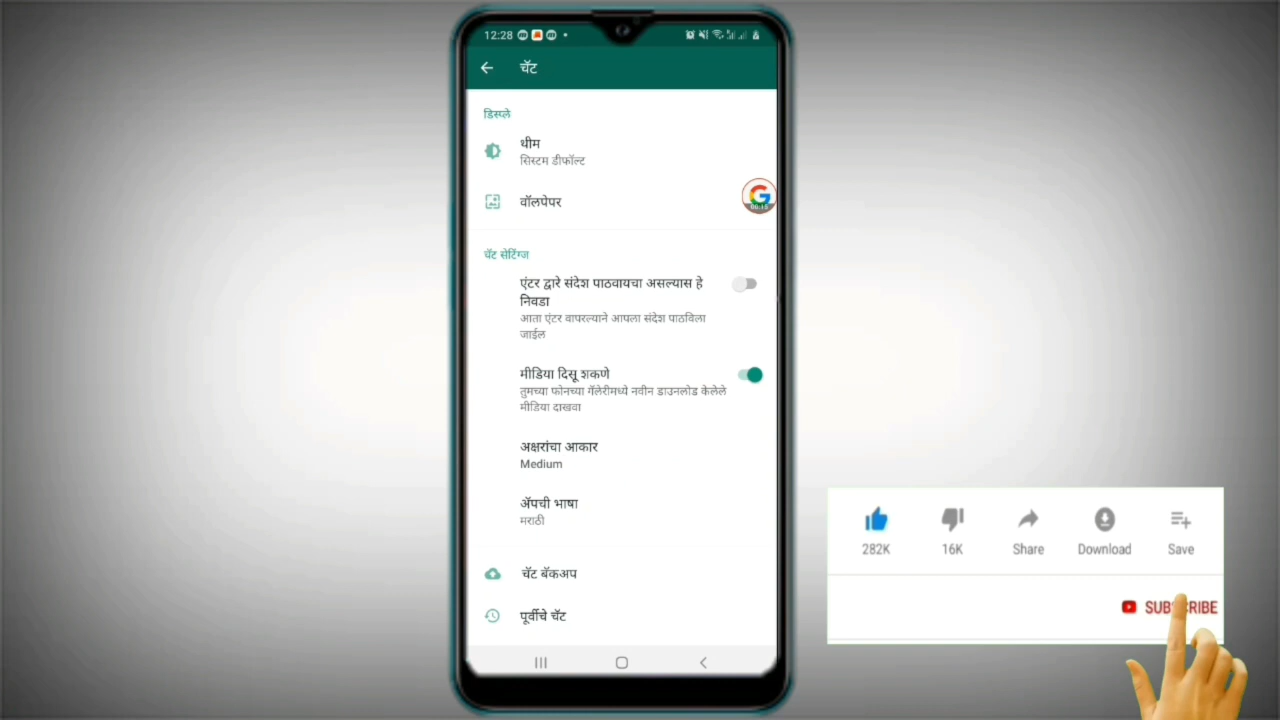 12:28
चॅट
डिस्प्ले
थीम
सिस्टम डीफॉल्ट
वॉलपेपर
चॅट सेटिंग्ज
एंटर द्वारे संदेश पाठवायचा असल्यास हे
निवडा
आता एंटर वापरल्याने आपला संदेश पाठविला
जाईल
मीडिया दिसू शकणे
तुमच्या फोनच्या गॅलेरीमध्ये नवीन डाउनलोड केलेले
मीडिया दाखवा
अक्षरांचा आकार
Medium
ॲपची भाषा
मराठी
चॅट बॅकअप
पूर्वीचे चॅट
282K 16K Share Download Save
SUBSCRIBE